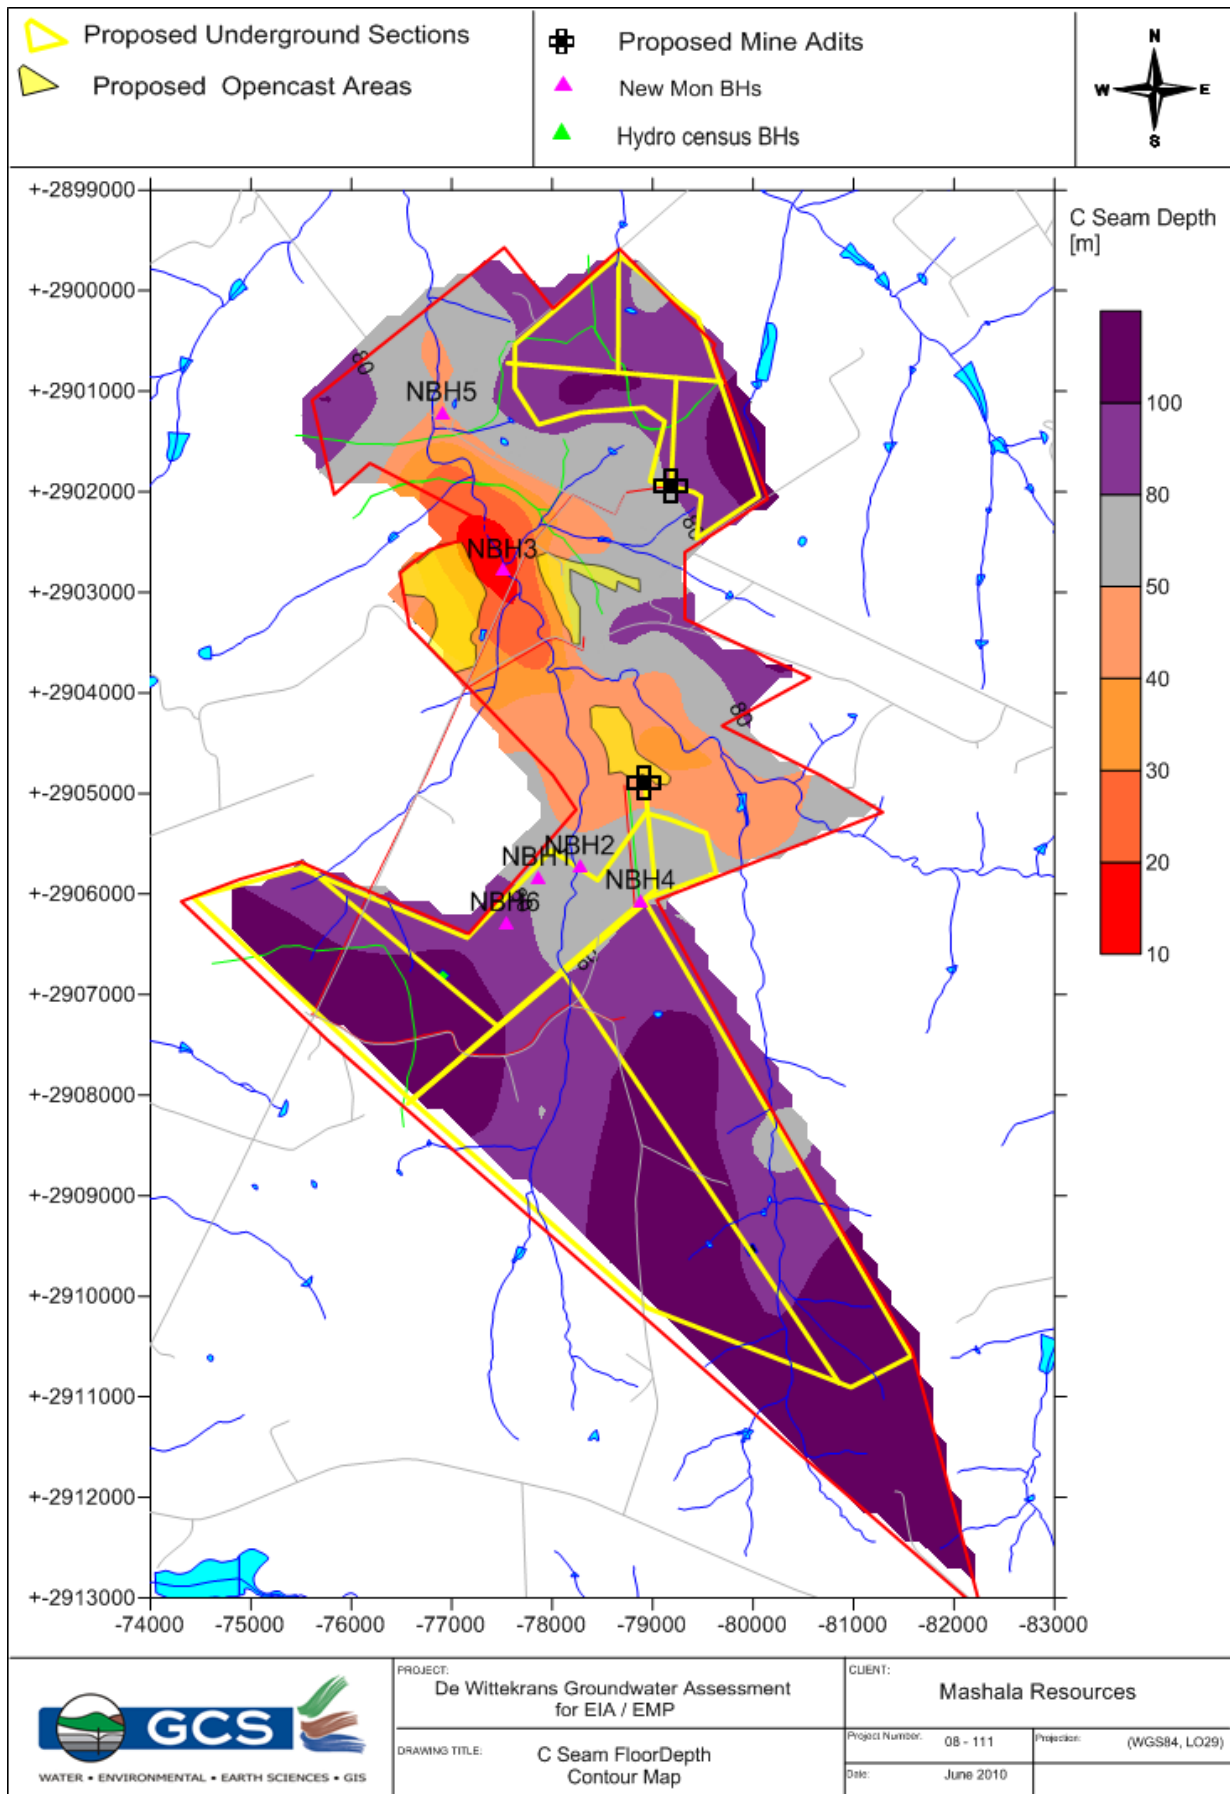 Proposed Underground Sections
Proposed Opencast Areas
Proposed Mine Adits
New Mon BHs
Hydro census BHs
N
W E
S
+-2899000
+-2900000
+-2901000
+-2902000
+-2903000
+-2904000
+-2905000
+-2906000
+-2907000
+-2908000
+-2909000
+-2910000
+-2911000
+-2912000
+-2913000
-74000 -75000 -76000 -77000 -78000 -79000 -80000 -81000 -82000 -83000
C Seam Depth
[m]
100
80
50
40
30
20
10
80
NBH5
80
NBH3
80
NBH2
NBH1
NBH4
NBH6
GCS
WATER • ENVIRONMENTAL • EARTH SCIENCES • GIS
PROJECT:
De Wittekrans Groundwater Assessment
for EIA / EMP
DRAWING TITLE:
C Seam FloorDepth
Contour Map
CLIENT:
Mashala Resources
Project Number: 08 - 111
Projection: (WGS84, LO29)
Date: June 2010